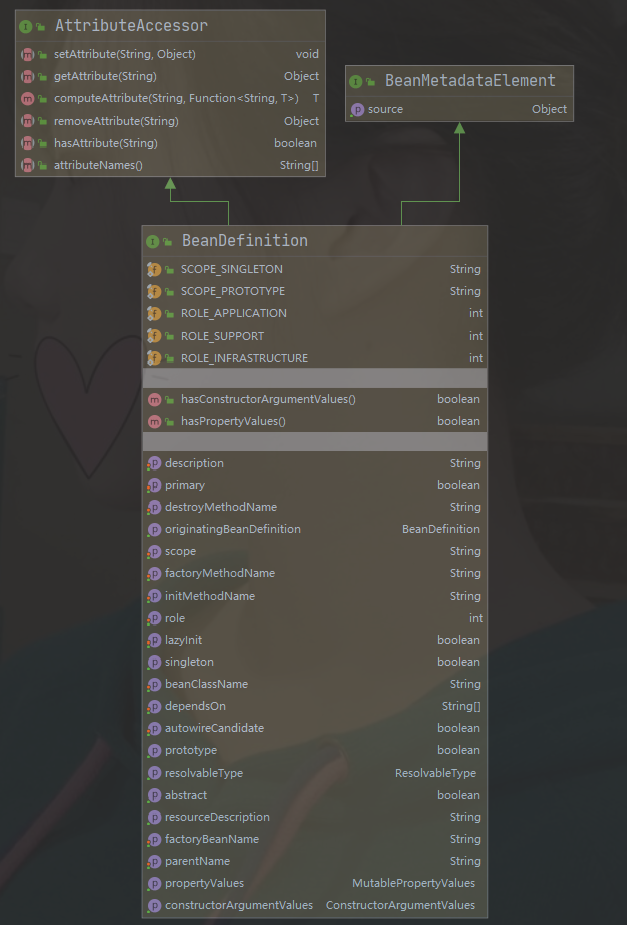 AttributeAccessor
setAttribute(String, Object) void
getAttribute(String) Object
computeAttribute(String, Function<String, T>) T
removeAttribute(String) Object
hasAttribute(String) boolean
attributeNames() String[]
BeanMetadataElement
source Object
BeanDefinition
SCOPE_SINGLETON String
SCOPE_PROTOTYPE String
ROLE_APPLICATION int
ROLE_SUPPORT int
ROLE_INFRASTRUCTURE int
hasConstructorArgumentValues() boolean
hasPropertyValues() boolean
description String
primary boolean
destroyMethodName String
originatingBeanDefinition BeanDefinition
scope String
factoryMethodName String
initMethodName String
role int
lazyInit boolean
singleton boolean
beanClassName String
dependsOn String[]
autowireCandidate boolean
prototype boolean
resolvableType ResolvableType
abstract boolean
resourceDescription String
factoryBeanName String
parentName String
propertyValues MutablePropertyValues
constructorArgumentValues ConstructorArgumentValues